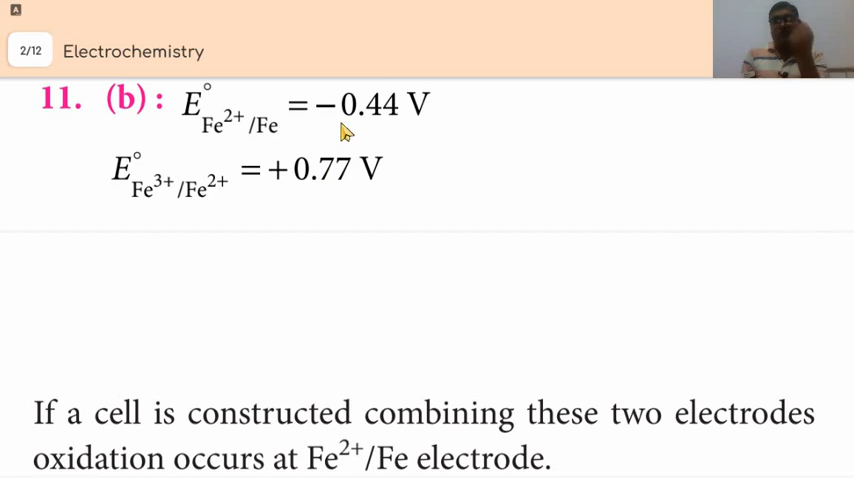 A
2/12 Electrochemistry
11. (b) : E°Fe²⁺/Fe = −0.44 V
E°Fe³⁺/Fe²⁺ = +0.77 V
If a cell is constructed combining these two electrodes
oxidation occurs at Fe²⁺/Fe electrode.